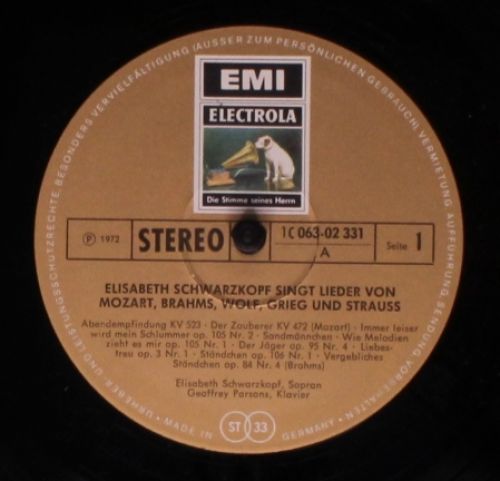 UHEBER- UND LEISTUNGSSCHUTZRECHTE, BESONDERS VERVIELFÄLTIGUNG (AUSSER ZUM PERSÖNLICHEN GEBRAUCH), VERMIETUNG, AUFFÜHRUNG, SENDUNG, VORBEHALTEN
EMI
ELECTROLA
Die Stimme seines Herrn
℗ 1972
STEREO
1C 063-02 331
A
Seite 1
ELISABETH SCHWARZKOPF SINGT LIEDER VON
MOZART, BRAHMS, WOLF, GRIEG UND STRAUSS
Abendempfindung KV 523 · Der Zauberer KV 472 (Mozart) · Immer leiser
wird mein Schlummer op. 105 Nr. 2 · Sandmännchen · Wie Melodien
zieht es mir op. 105 Nr. 1 · Der Jäger op. 95 Nr. 4 · Liebes-
treu op. 3 Nr. 1 · Ständchen op. 106 Nr. 1 · Vergebliches
Ständchen op. 84 Nr. 4 (Brahms)
Elisabeth Schwarzkopf, Sopran
Geoffrey Parsons, Klavier
MADE IN
ST 33
GERMANY